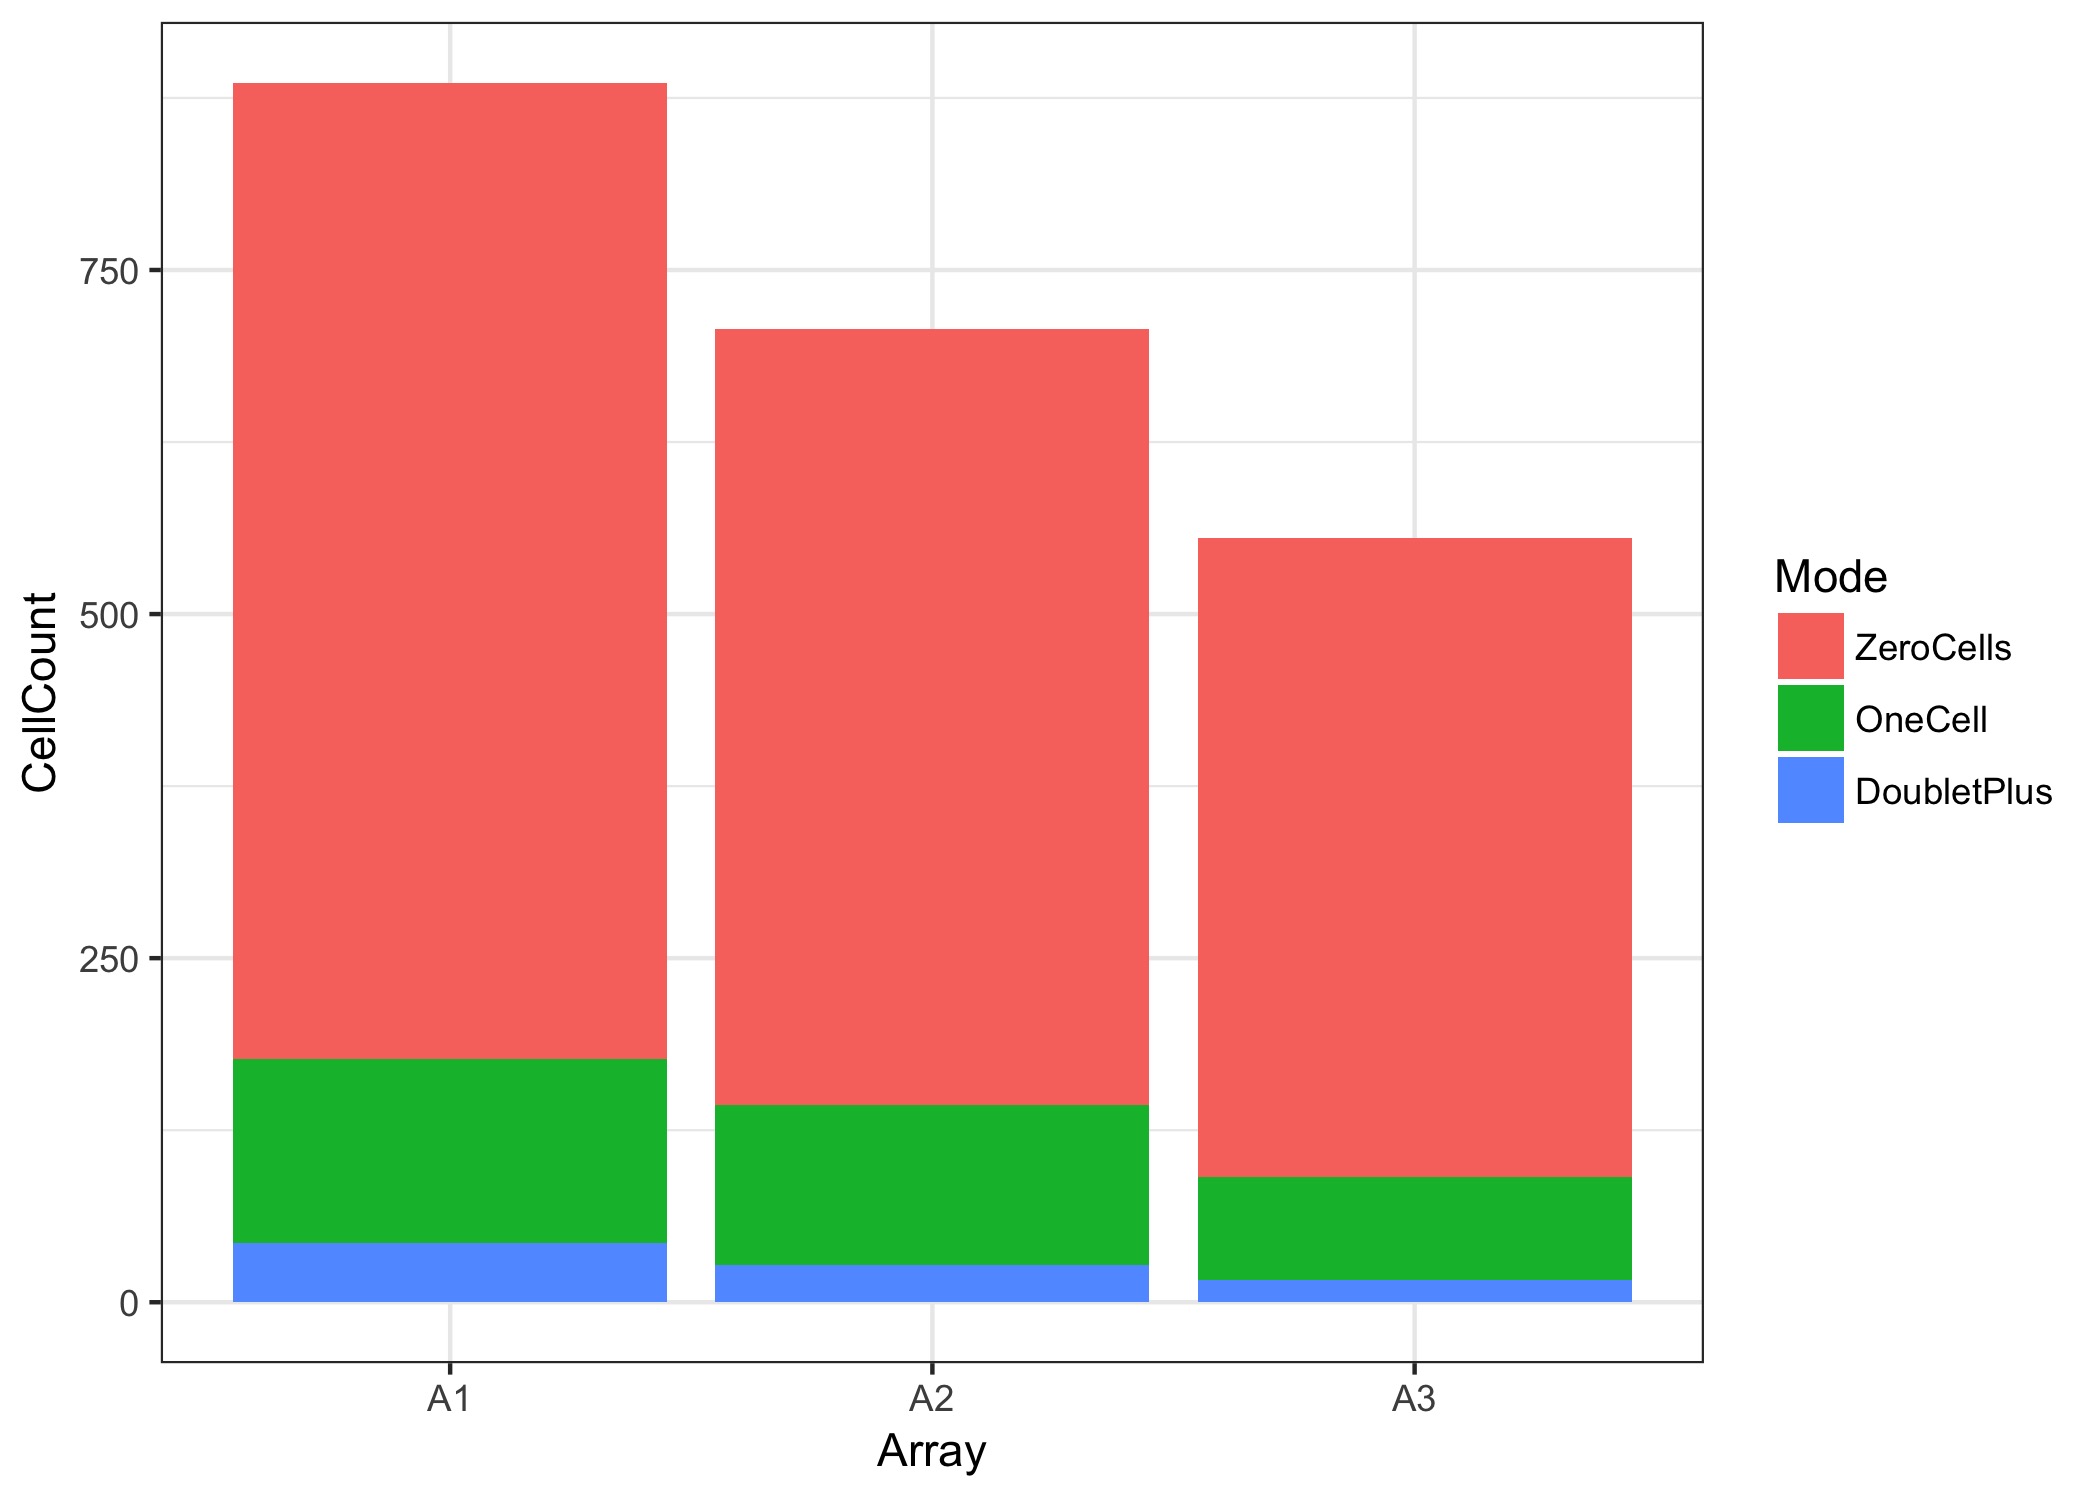 CellCount
750
500
250
0
A1
A2
A3
Array
Mode
ZeroCells
OneCell
DoubletPlus